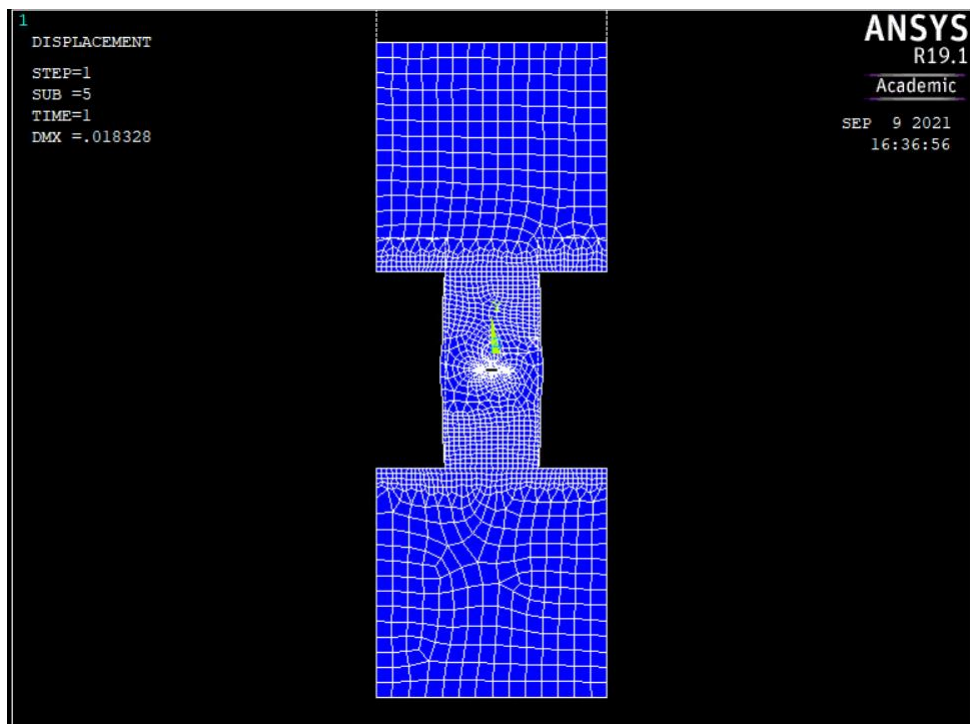 1
DISPLACEMENT
STEP=1
SUB =5
TIME=1
DMX =.018328
ANSYS
R19.1
Academic
SEP 9 2021
16:36:56
Y